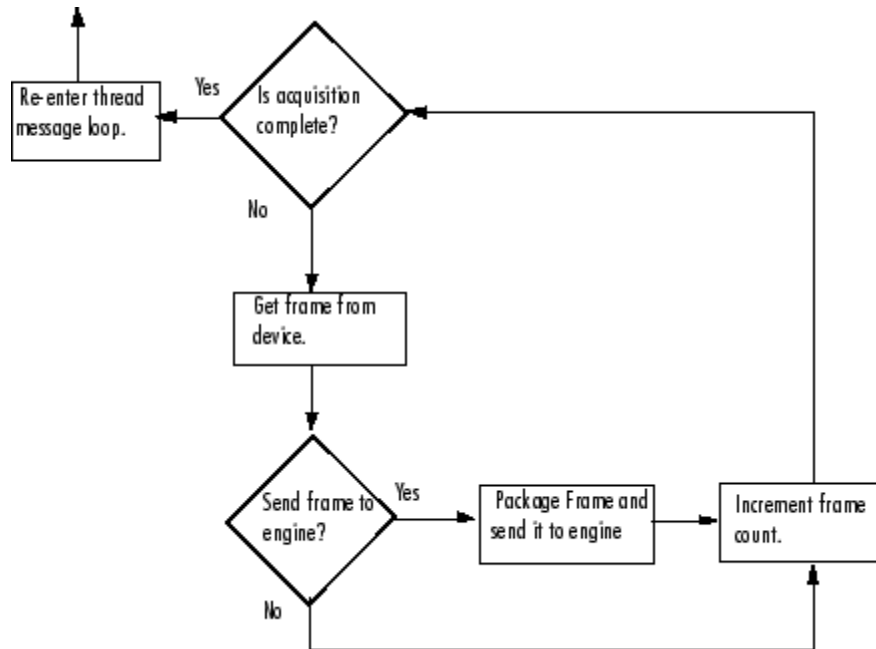 Re-enter thread
message loop.
Yes
Is acquisition
complete?
No
Get frame from
device.
Send frame to
engine?
Yes
Package Frame and
send it to engine
Increment frame
count.
No